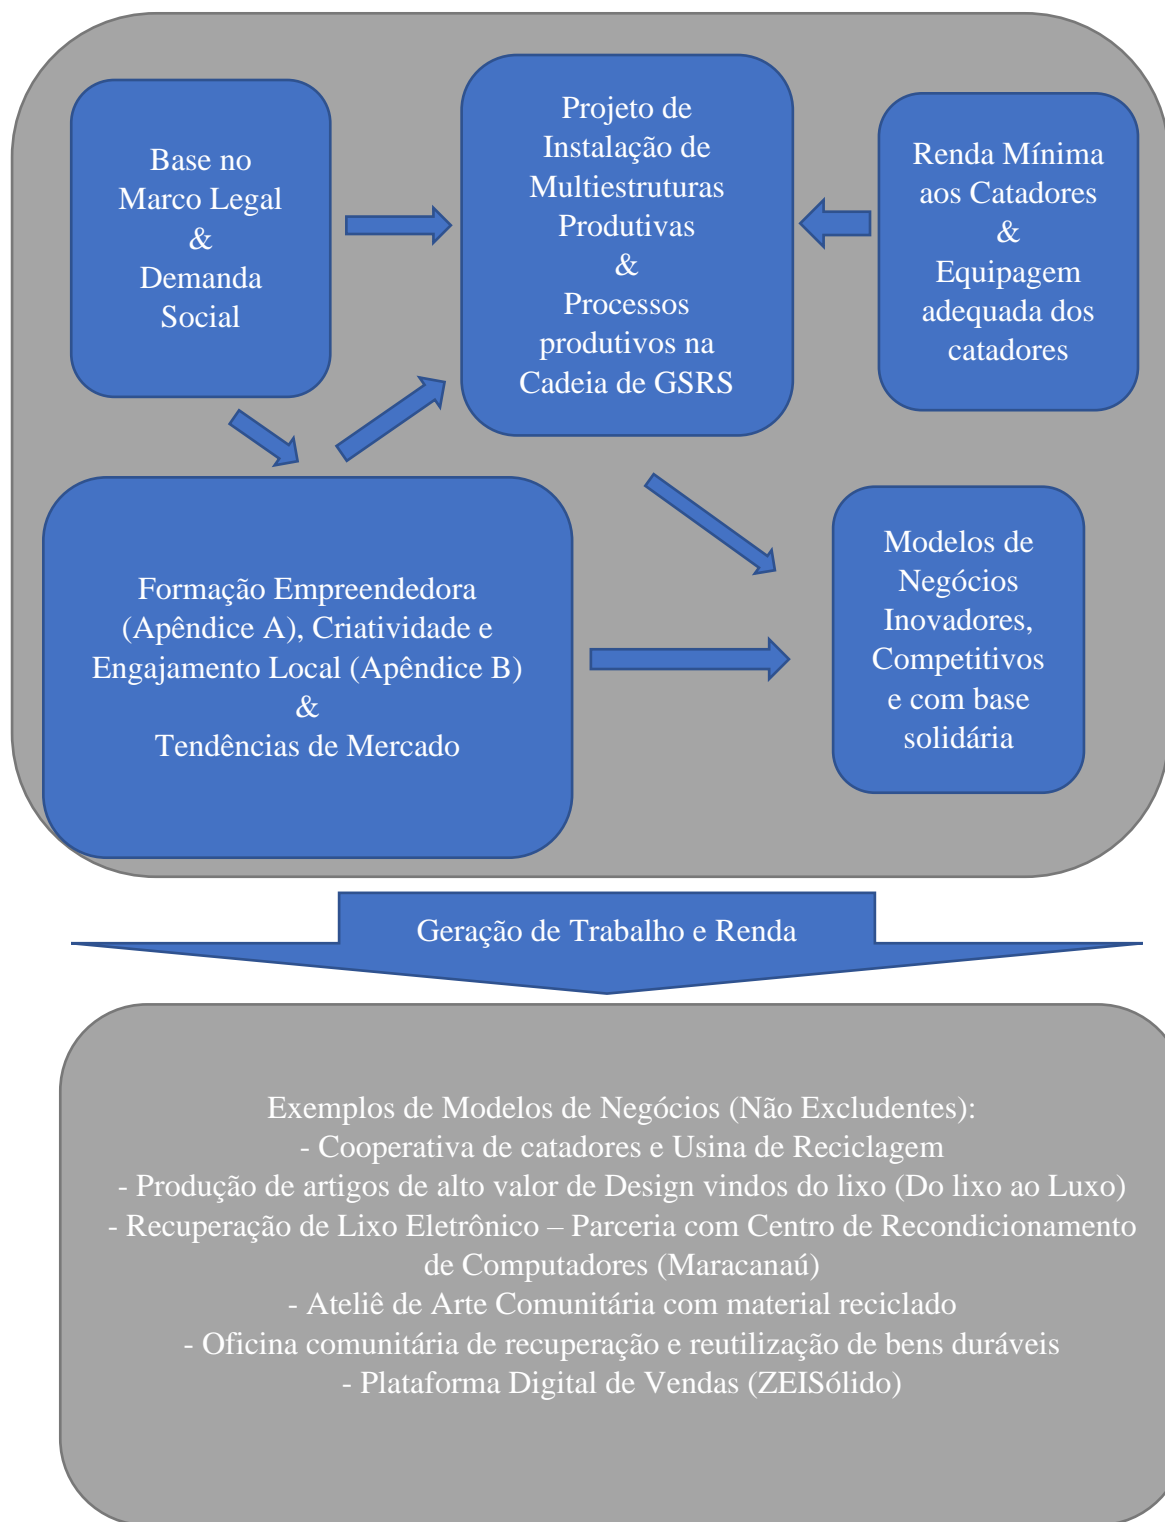 Base no
Marco Legal
&
Demanda
Social
Projeto de
Instalação de
Multiestruturas
Produtivas
&
Processos
produtivos na
Cadeia de GSRS
Renda Mínima
aos Catadores
&
Equipagem
adequada dos
catadores
Formação Empreendedora
(Apêndice A), Criatividade e
Engajamento Local (Apêndice B)
&
Tendências de Mercado
Modelos de
Negócios
Inovadores,
Competitivos
e com base
solidária
Geração de Trabalho e Renda
Exemplos de Modelos de Negócios (Não Excludentes):
- Cooperativa de catadores e Usina de Reciclagem
- Produção de artigos de alto valor de Design vindos do lixo (Do lixo ao Luxo)
- Recuperação de Lixo Eletrônico – Parceria com Centro de Recondicionamento
de Computadores (Maracanaú)
- Ateliê de Arte Comunitária com material reciclado
- Oficina comunitária de recuperação e reutilização de bens duráveis
- Plataforma Digital de Vendas (ZEISólido)